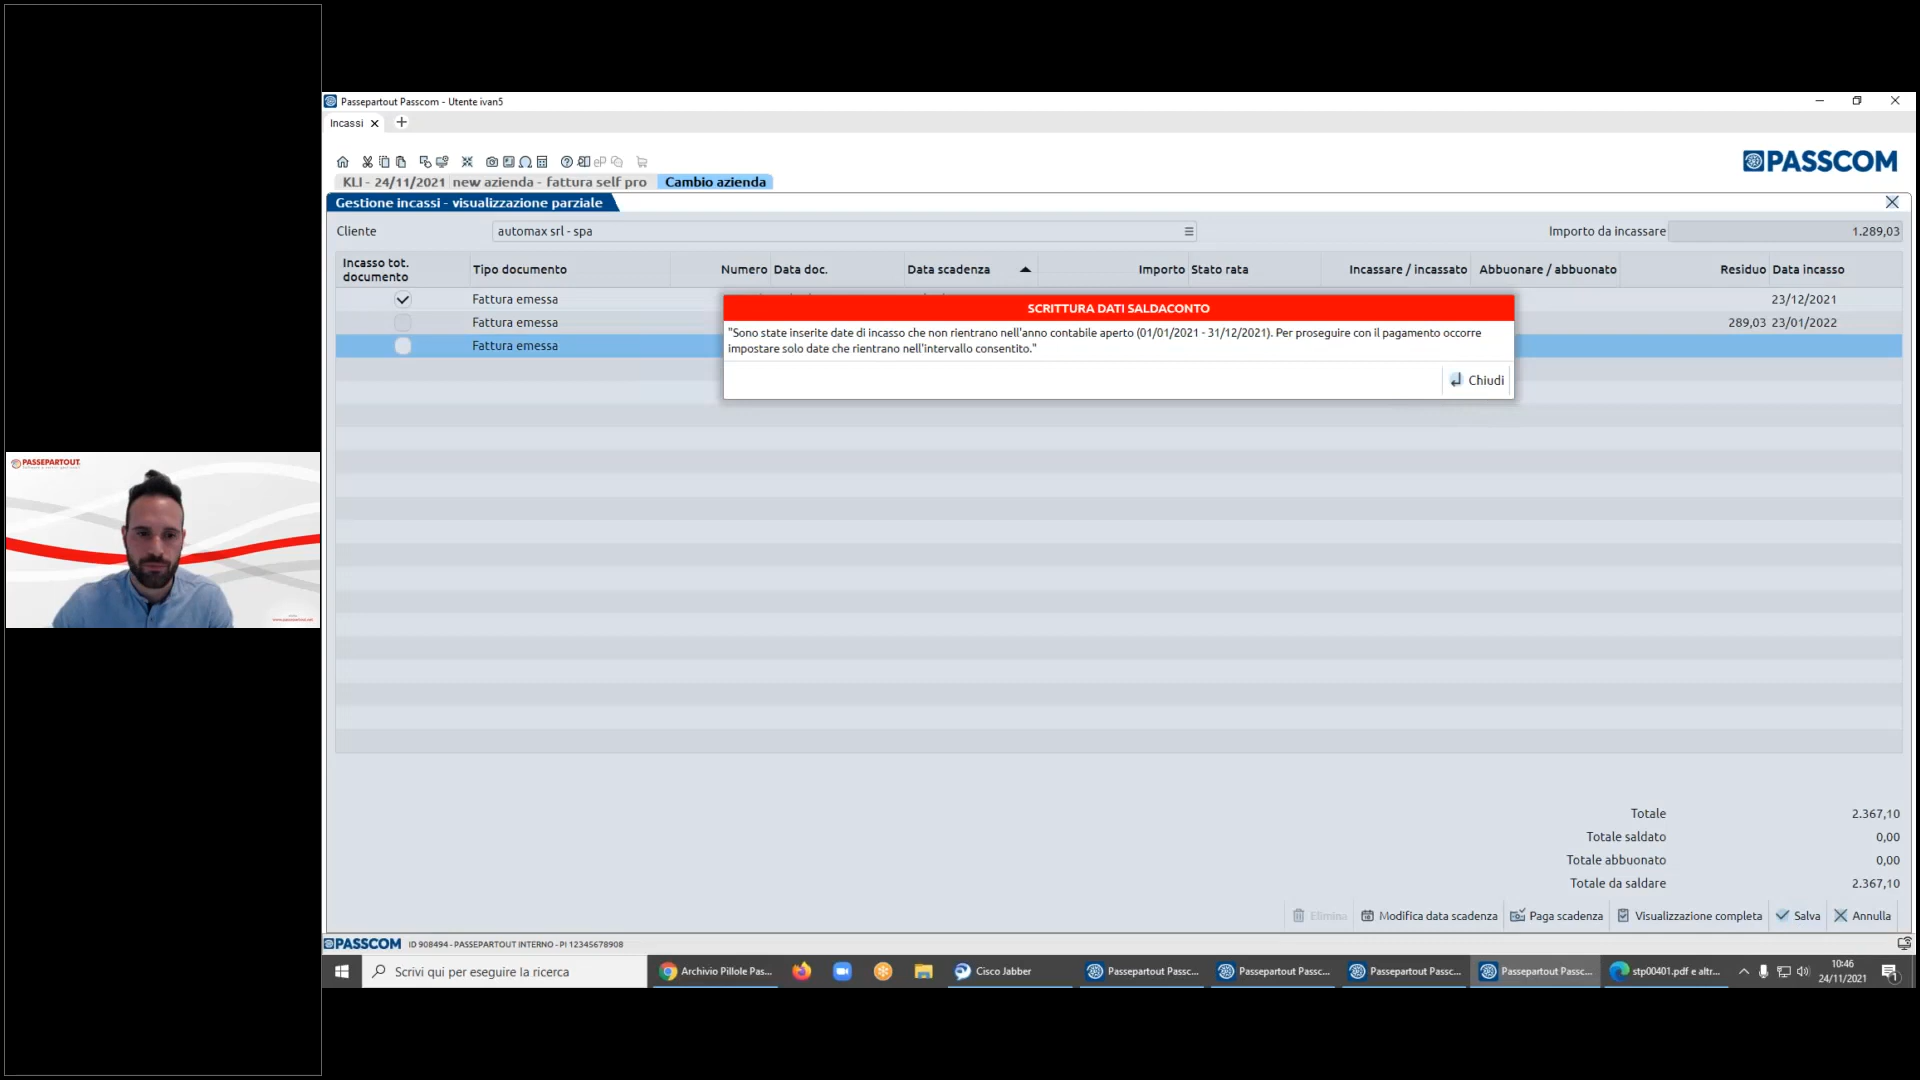 Passepartout Passcom - Utente ivan5
Incassi
PASSCOM
KLI - 24/11/2021 new azienda - fattura self pro Cambio azienda
Gestione incassi - visualizzazione parziale
Cliente automax srl - spa Importo da incassare 1.289,03
Incasso tot. documento Tipo documento Numero Data doc. Data scadenza Importo Stato rata Incassare / incassato Abbuonare / abbuonato Residuo Data incasso
Fattura emessa 23/12/2021
Fattura emessa 289,03 23/01/2022
Fattura emessa
SCRITTURA DATI SALDACONTO
"Sono state inserite date di incasso che non rientrano nell'anno contabile aperto (01/01/2021 - 31/12/2021). Per proseguire con il pagamento occorre
impostare solo date che rientrano nell'intervallo consentito."
Chiudi
PASSEPARTOUT
Totale 2.367,10
Totale saldato 0,00
Totale abbuonato 0,00
Totale da saldare 2.367,10
Elimina Modifica data scadenza Paga scadenza Visualizzazione completa Salva Annulla
PASSCOM ID 908494 - PASSEPARTOUT INTERNO - PI 12345678908
Scrivi qui per eseguire la ricerca Archivio Pillole Pas... Cisco Jabber Passepartout Passc... Passepartout Passc... Passepartout Passc... Passepartout Passc... stp00401.pdf e altr... 10:46
24/11/2021